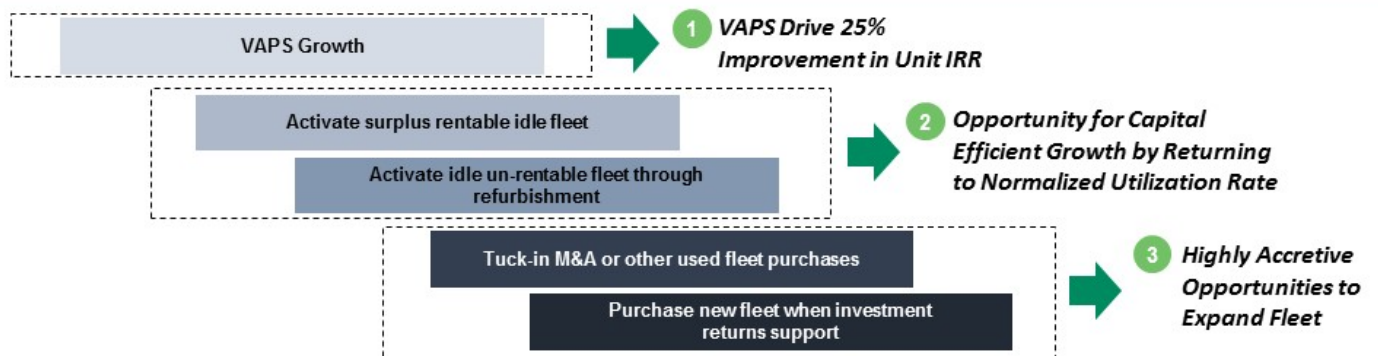 VAPS Growth
1
VAPS Drive 25%
Improvement in Unit IRR
Activate surplus rentable idle fleet
Activate idle un-rentable fleet through
refurbishment
2
Opportunity for Capital
Efficient Growth by Returning
to Normalized Utilization Rate
Tuck-in M&A or other used fleet purchases
Purchase new fleet when investment
returns support
3
Highly Accretive
Opportunities to
Expand Fleet